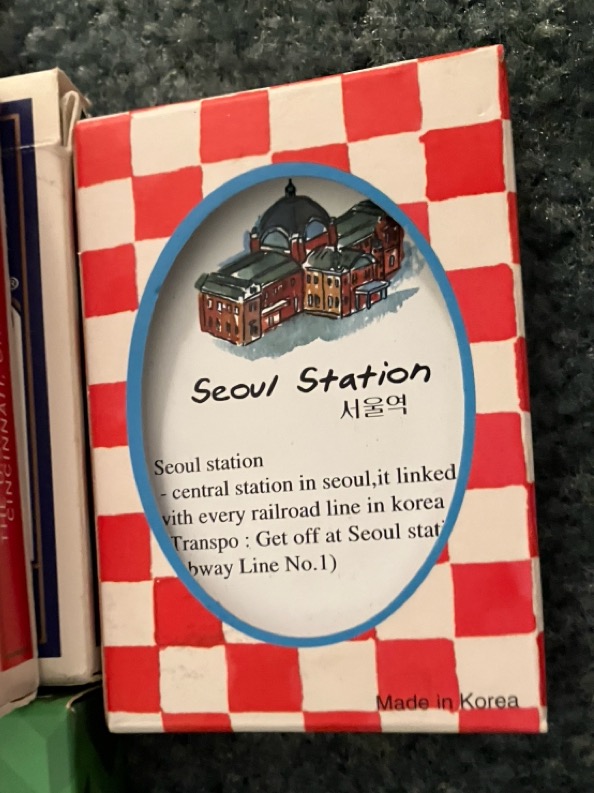 Seoul Station
서울역
Seoul station
- central station in seoul,it linked
with every railroad line in korea
Transpo : Get off at Seoul stati
bway Line No.1)
Made in Korea
CINCINNATI,